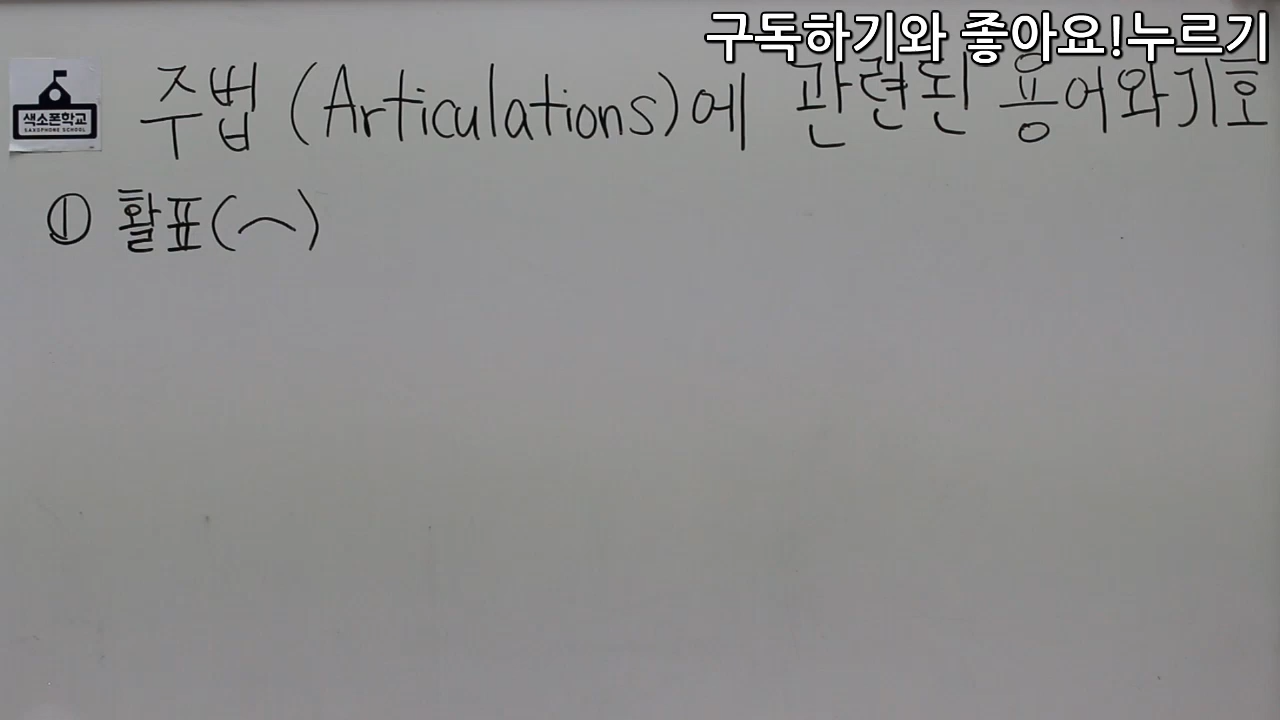 구독하기와 좋아요!누르기
색소폰학교
SAXOPHONE SCHOOL
주법 (Articulations)에 관련된 용어와기호
① 활표(⌒)